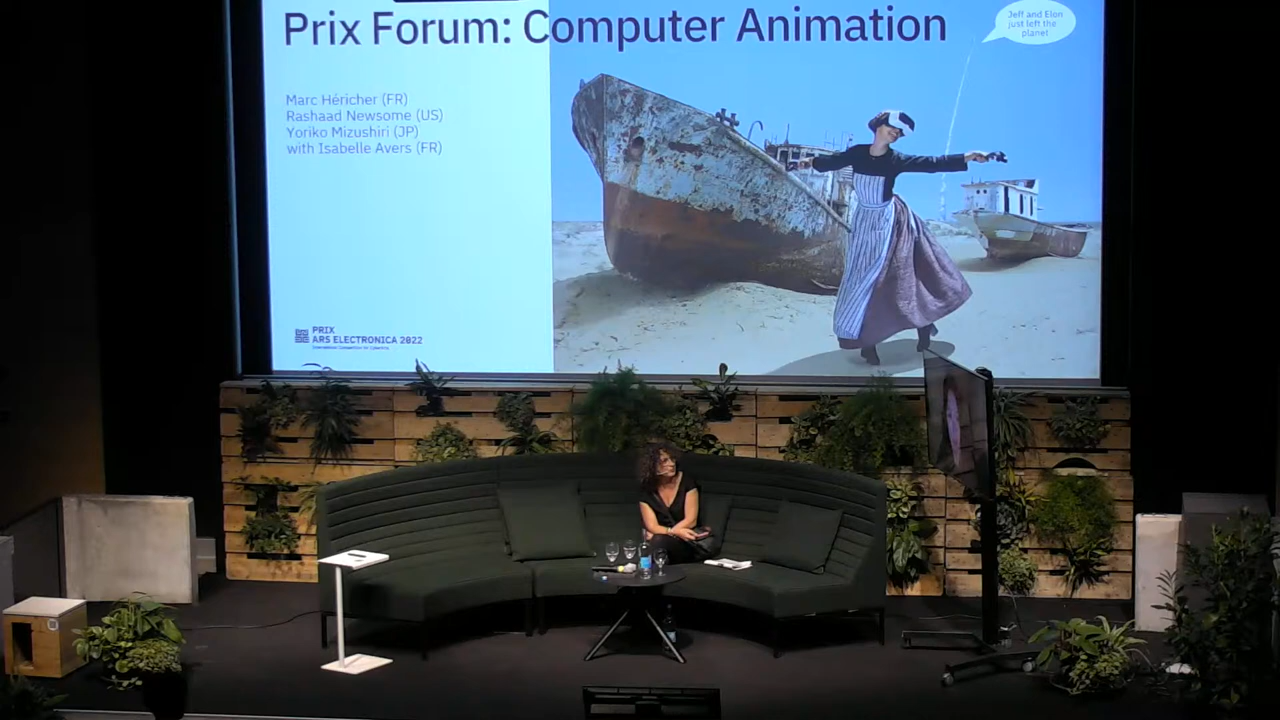 Prix Forum: Computer Animation
Jeff and Elon
just left the
planet
Marc Héricher (FR)
Rashaad Newsome (US)
Yoriko Mizushiri (JP)
with Isabelle Avers (FR)
PRIX
ARS ELECTRONICA 2022